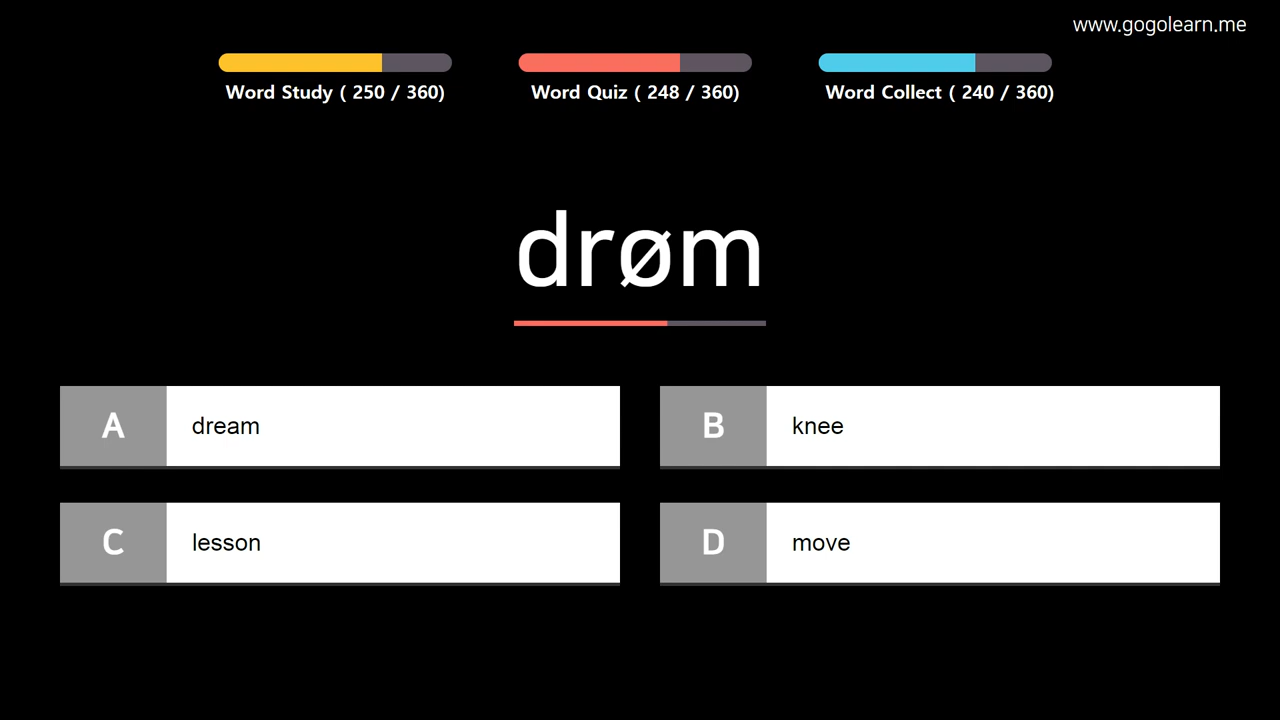 www.gogolearn.me
Word Study ( 250 / 360)
Word Quiz ( 248 / 360)
Word Collect ( 240 / 360)
drøm
A dream
B knee
C lesson
D move